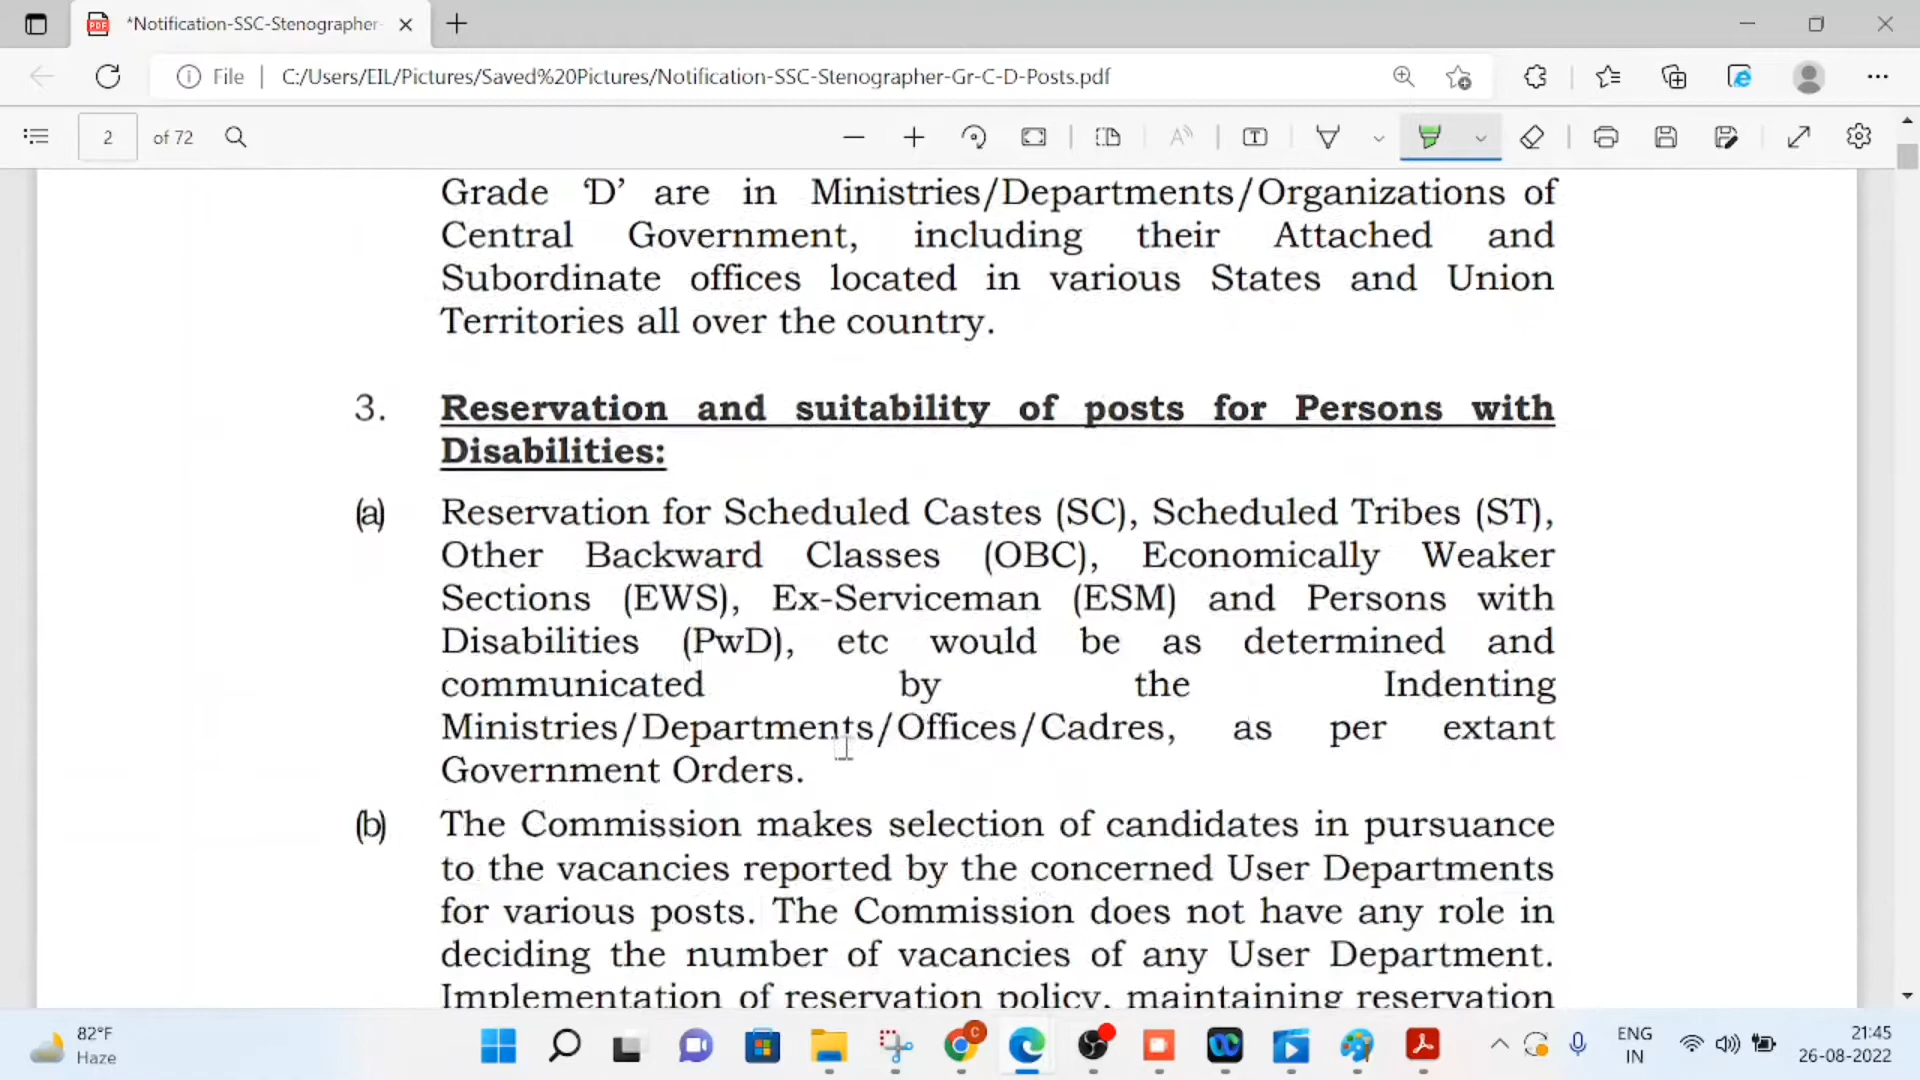 *Notification-SSC-Stenographer-
File
C:/Users/EIL/Pictures/Saved%20Pictures/Notification-SSC-Stenographer-Gr-C-D-Posts.pdf
2 of 72
Grade 'D' are in Ministries/Departments/Organizations of
Central Government, including their Attached and
Subordinate offices located in various States and Union
Territories all over the country.
3. Reservation and suitability of posts for Persons with
Disabilities:
(a) Reservation for Scheduled Castes (SC), Scheduled Tribes (ST),
Other Backward Classes (OBC), Economically Weaker
Sections (EWS), Ex-Serviceman (ESM) and Persons with
Disabilities (PwD), etc would be as determined and
communicated by the Indenting
Ministries/Departments/Offices/Cadres, as per extant
Government Orders.
(b) The Commission makes selection of candidates in pursuance
to the vacancies reported by the concerned User Departments
for various posts. The Commission does not have any role in
deciding the number of vacancies of any User Department.
Implementation of reservation policy, maintaining reservation
82°F
Haze
ENG
IN
21:45
26-08-2022